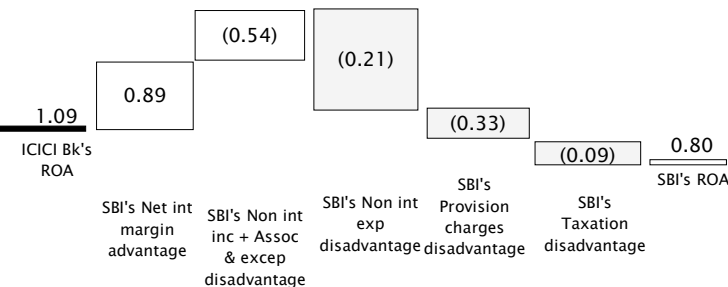 1.09
ICICI Bk's
ROA
0.89
SBI's Net int
margin
advantage
(0.54)
SBI's Non int
inc + Assoc
& excep
disadvantage
(0.21)
SBI's Non int
exp
disadvantage
(0.33)
SBI's
Provision
charges
disadvantage
(0.09)
SBI's
Taxation
disadvantage
0.80
SBI's ROA